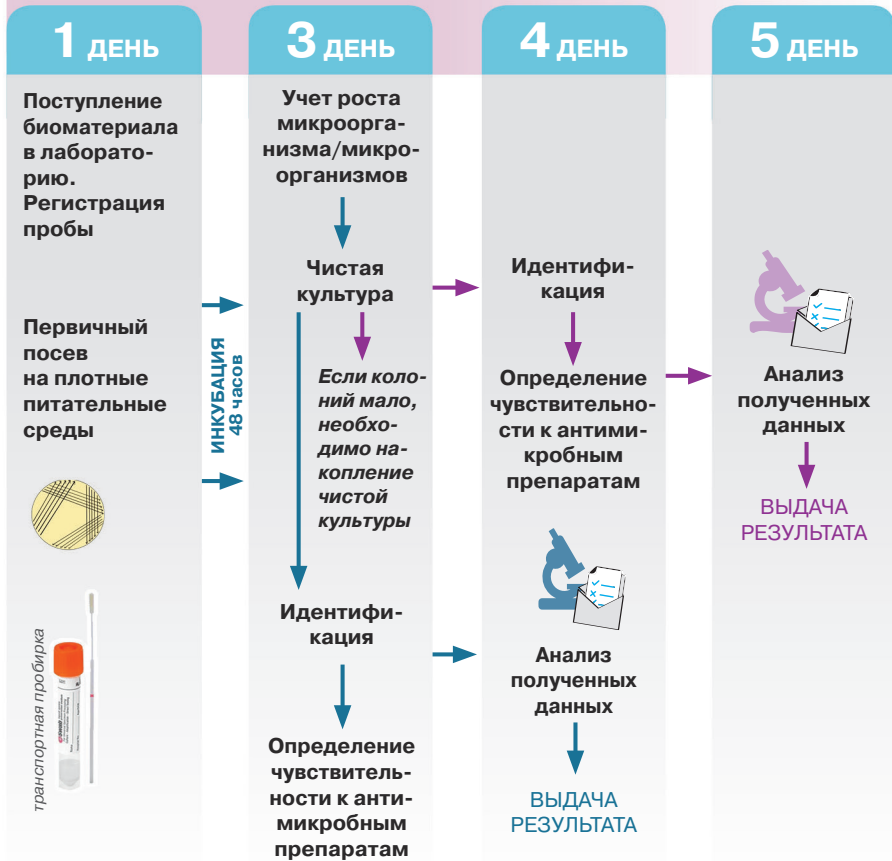 1 ДЕНЬ
Поступление
биоматериала
в лаборато-
рию.
Регистрация
пробы
Первичный
посев
на плотные
питательные
среды
транспортная пробирка
ИНКУБАЦИЯ
48 часов
3 ДЕНЬ
Учет роста
микроорга-
низма/микро-
организмов
Чистая
культура
Если коло-
ний мало,
необхо-
димо на-
копление
чистой
культуры
Идентифи-
кация
Определение
чувствитель-
ности к анти-
микробным
препаратам
4 ДЕНЬ
Идентифи-
кация
Определение
чувствительно-
сти к антими-
кробным
препаратам
Анализ
полученных
данных
ВЫДАЧА
РЕЗУЛЬТАТА
5 ДЕНЬ
Анализ
полученных
данных
ВЫДАЧА
РЕЗУЛЬТАТА